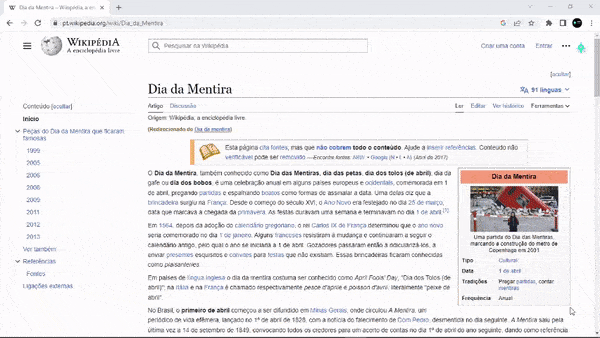 Dia da Mentira – Wikipédia, a en
pt.wikipedia.org/wiki/Dia_da_Mentira
WIKIPÉDIA
A enciclopédia livre
Pesquisar na Wikipédia
Criar uma conta Entrar
[ocultar]
Dia da Mentira
91 línguas
Conteúdo [ocultar]
Início
Peças do Dia da Mentira que ficaram
famosas
1999
2005
2006
2008
2009
2011
2012
2013
Ver também
Referências
Fontes
Ligações externas
Artigo Discussão
Ler Editar Ver histórico Ferramentas
Origem: Wikipédia, a enciclopédia livre.
(Redirecionado de Dia de mentira)
Esta página cita fontes, mas que não cobrem todo o conteúdo. Ajude a inserir referências. Conteúdo não
verificável pode ser removido.—Encontre fontes: Google (N • L • A) (Abril de 2017)
O Dia da Mentira, também conhecido como Dia das Mentiras, dia das petas, dia dos tolos (de abril), dia da
gafe ou dia dos bobos, é uma celebração anual em alguns países europeus e ocidentais, comemorada em 1
de abril, pregando partidas e espalhando boatos como formas de assinalar a data. Uma delas diz que a
brincadeira surgiu na França. Desde o começo do século XVI, o Ano Novo era festejado no dia 25 de março,
data que marcava a chegada da primavera. As festas duravam uma semana e terminavam no dia 1 de abril.
Em 1564, depois da adoção do calendário gregoriano, o rei Carlos IX de França determinou que o ano novo
seria comemorado no dia 1 de janeiro. Alguns franceses resistiram à mudança e continuaram a seguir o
calendário antigo, pelo qual o ano se iniciaria a 1 de abril. Gozadores passaram então a ridicularizá-los, a
enviar presentes esquisitos e convites para festas que não existiam. Essas brincadeiras ficaram conhecidas
como plaisanteries.
Em países de língua inglesa o dia da mentira costuma ser conhecido como April Fools' Day, "Dia dos Tolos (de
abril)"; na Itália e na França é chamado respectivamente pesce d'aprile e poisson d'avril, literalmente "peixe de
abril".
No Brasil, o primeiro de abril começou a ser difundido em Minas Gerais, onde circulou A Mentira, um
periódico de vida efêmera, lançado no 1º de abril de 1828, com a notícia do falecimento de Dom Pedro, desmentida no dia seguinte. A Mentira saiu pela
última vez a 14 de setembro de 1849, convocando todos os credores para um acerto de contas no dia 1º de abril do ano seguinte, dando como referência
Dia da Mentira
Uma partida do Dia das Mentiras,
marcando a construção do metro de
Copenhaga em 2001
Tipo Cultural
Data 1 de abril
Tradições Pregar partidas, contar
mentiras
Frequência Anual